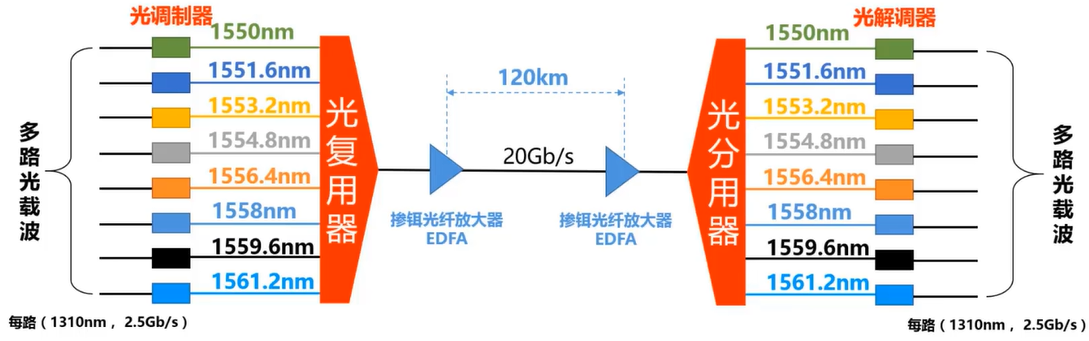 光调制器
光解调器
1550nm
1551.6nm
1553.2nm
1554.8nm
1556.4nm
1558nm
1559.6nm
1561.2nm
多路光载波
光复用器
120km
20Gb/s
掺铒光纤放大器
EDFA
掺铒光纤放大器
EDFA
光分用器
1550nm
1551.6nm
1553.2nm
1554.8nm
1556.4nm
1558nm
1559.6nm
1561.2nm
多路光载波
每路（1310nm ，2.5Gb/s）
每路（1310nm ，2.5Gb/s）